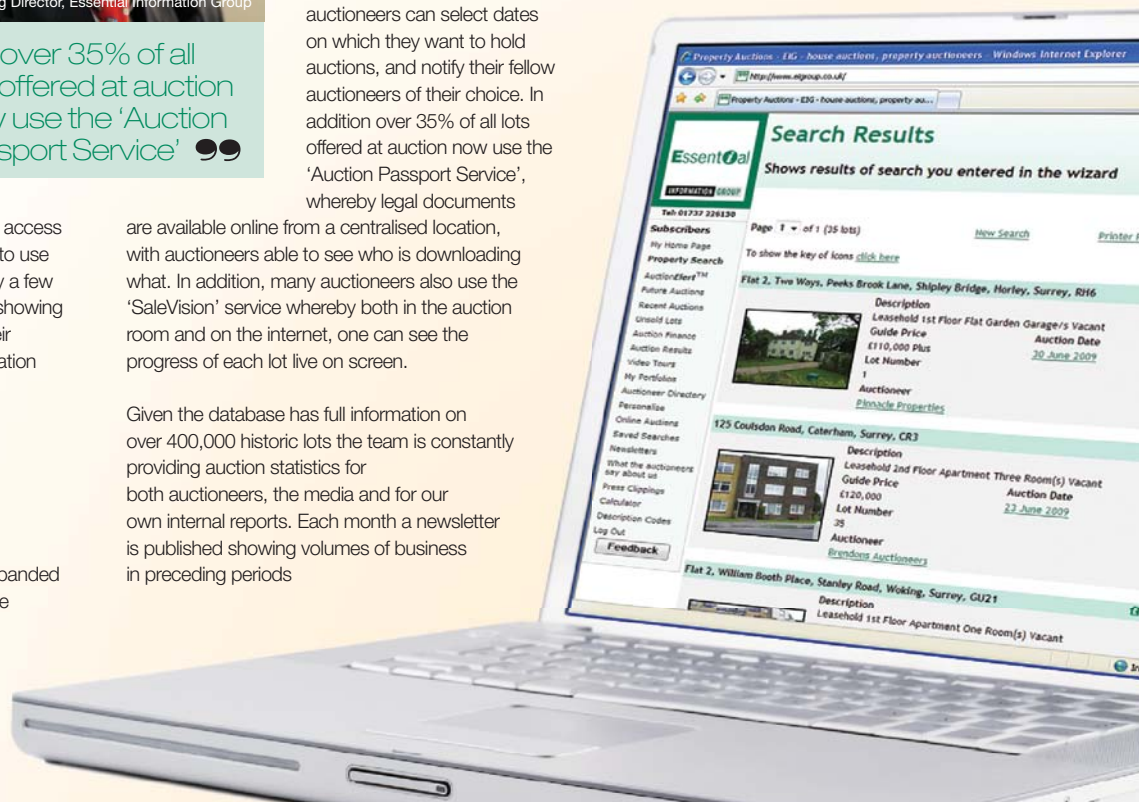 g Director, Essential Information Group
over 35% of all
offered at auction
y use the ‘Auction
sport Service’ ❟❟
access
to use
y a few
showing
eir
ation
panded
e
auctioneers can select dates
on which they want to hold
auctions, and notify their fellow
auctioneers of their choice. In
addition over 35% of all lots
offered at auction now use the
‘Auction Passport Service’,
whereby legal documents
are available online from a centralised location,
with auctioneers able to see who is downloading
what. In addition, many auctioneers also use the
‘SaleVision’ service whereby both in the auction
room and on the internet, one can see the
progress of each lot live on screen.
Given the database has full information on
over 400,000 historic lots the team is constantly
providing auction statistics for
both auctioneers, the media and for our
own internal reports. Each month a newsletter
is published showing volumes of business
in preceding periods
Property Auctions - EIG - house auctions, property auctioneers - Windows Internet Explorer
http://www.eigroup.co.uk/
Property Auctions - EIG - house auctions, property au...
Essential
INFORMATION GROUP
Tel: 01737 226150
Subscribers
My Home Page
Property Search
AuctionAlert™
Future Auctions
Recent Auctions
Unsold Lots
Auction Finance
Auction Results
Video Tours
My Portfolio
Auctioneer Directory
Personalise
Online Auctions
Saved Searches
Newsletters
What the auctioneers
say about us
Press Clippings
Calculator
Description Codes
Log Out
Feedback
Search Results
Shows results of search you entered in the wizard
Page 1 of 1 (35 lots) New Search Printer
To show the key of icons click here
Flat 2, Two Ways, Peeks Brook Lane, Shipley Bridge, Horley, Surrey, RH6
Description
Leasehold 1st Floor Flat Garden Garage/s Vacant
Guide Price Auction Date
£110,000 Plus 30 June 2009
Lot Number
1
Auctioneer
Pinnacle Properties
125 Coulsdon Road, Caterham, Surrey, CR3
Description
Leasehold 2nd Floor Apartment Three Room(s) Vacant
Guide Price Auction Date
£120,000 23 June 2009
Lot Number
35
Auctioneer
Brendons Auctioneers
Flat 2, William Booth Place, Stanley Road, Woking, Surrey, GU21
Description
Leasehold 1st Floor Apartment One Room(s) Vacant